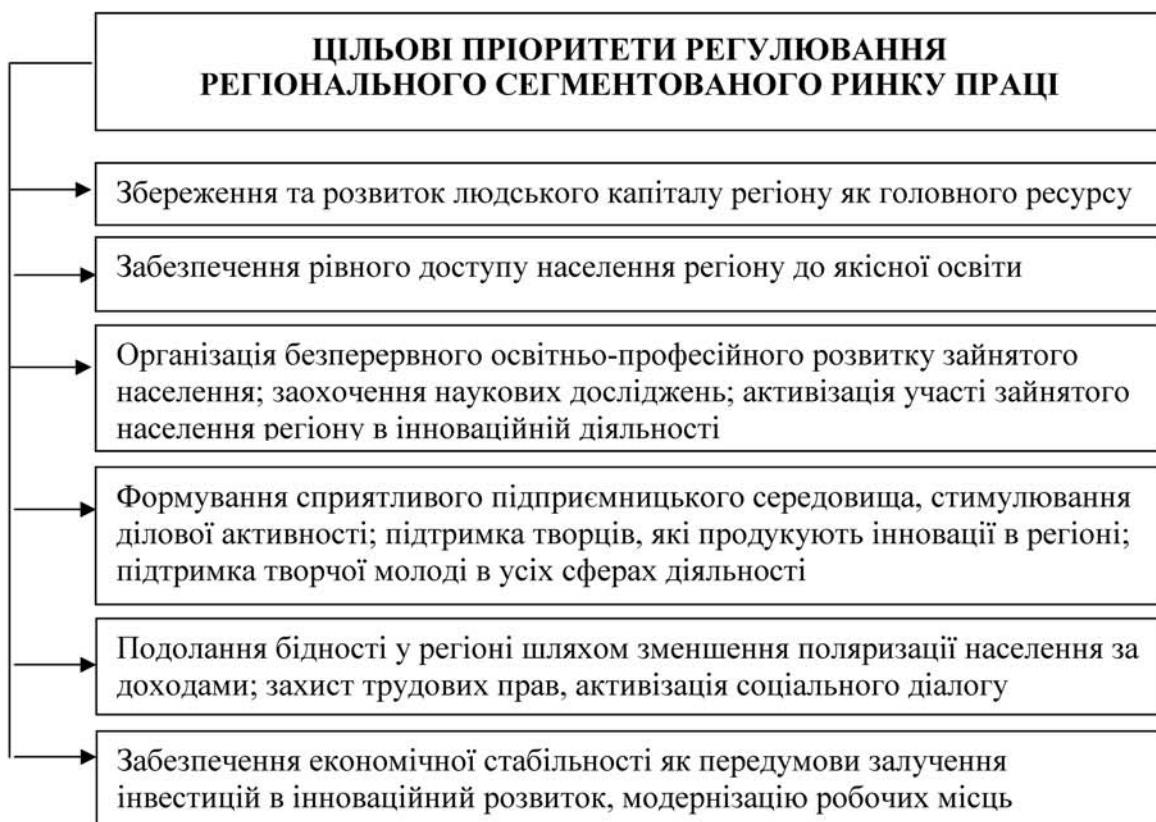 ЦІЛЬОВІ ПРІОРИТЕТИ РЕГУЛЮВАННЯ
РЕГІОНАЛЬНОГО СЕГМЕНТОВАНОГО РИНКУ ПРАЦІ
Збереження та розвиток людського капіталу регіону як головного ресурсу
Забезпечення рівного доступу населення регіону до якісної освіти
Організація безперервного освітньо-професійного розвитку зайнятого
населення; заохочення наукових досліджень; активізація участі зайнятого
населення регіону в інноваційній діяльності
Формування сприятливого підприємницького середовища, стимулювання
ділової активності; підтримка творців, які продукують інновації в регіоні;
підтримка творчої молоді в усіх сферах діяльності
Подолання бідності у регіоні шляхом зменшення поляризації населення за
доходами; захист трудових прав, активізація соціального діалогу
Забезпечення економічної стабільності як передумови залучення
інвестицій в інноваційний розвиток, модернізацію робочих місць